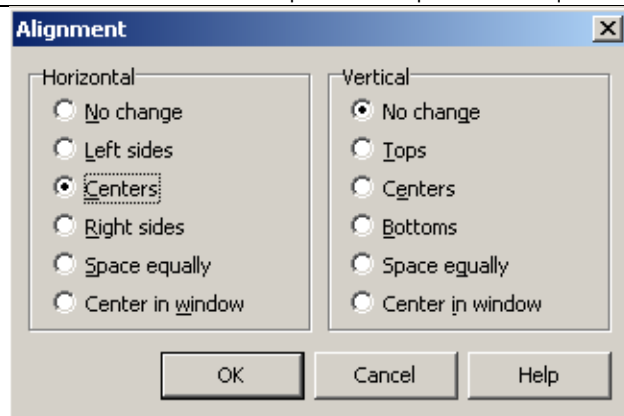 Alignment
Horizontal
No change
Left sides
Centers
Right sides
Space equally
Center in window
Vertical
No change
Tops
Centers
Bottoms
Space equally
Center in window
OK
Cancel
Help